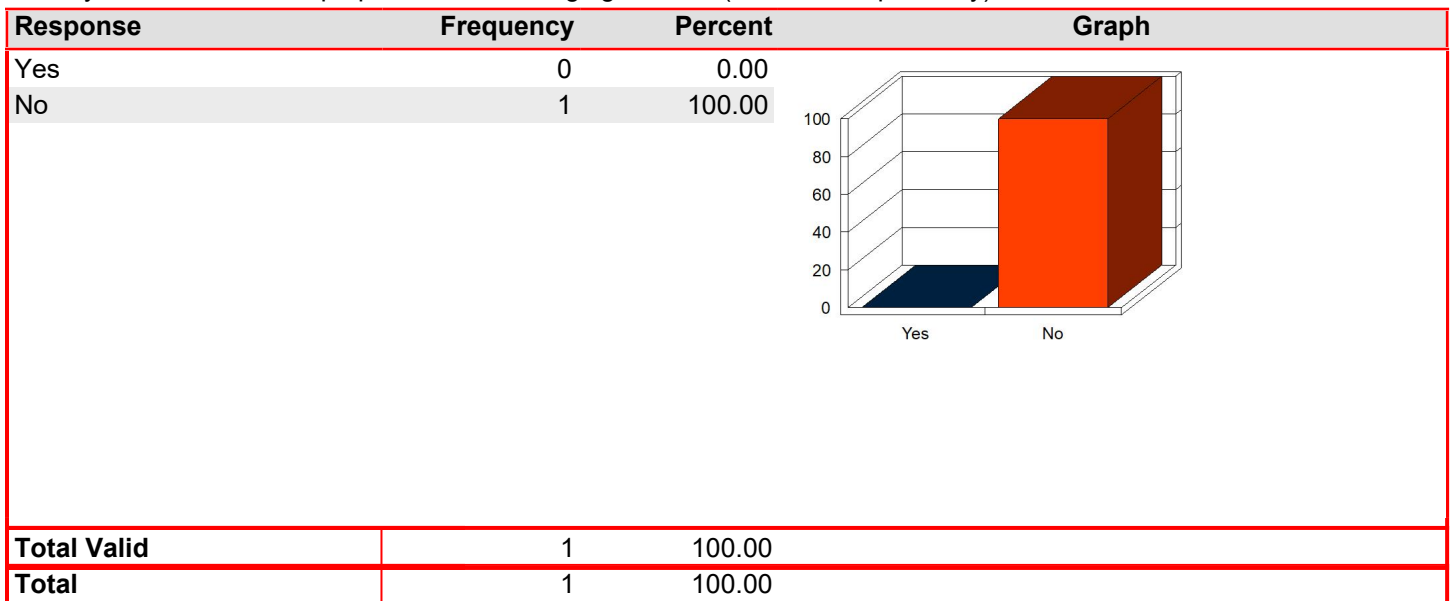 Response Frequency Percent Graph
Yes 0 0.00
No 1 100.00
100
80
60
40
20
0
Yes No
Total Valid 1 100.00
Total 1 100.00